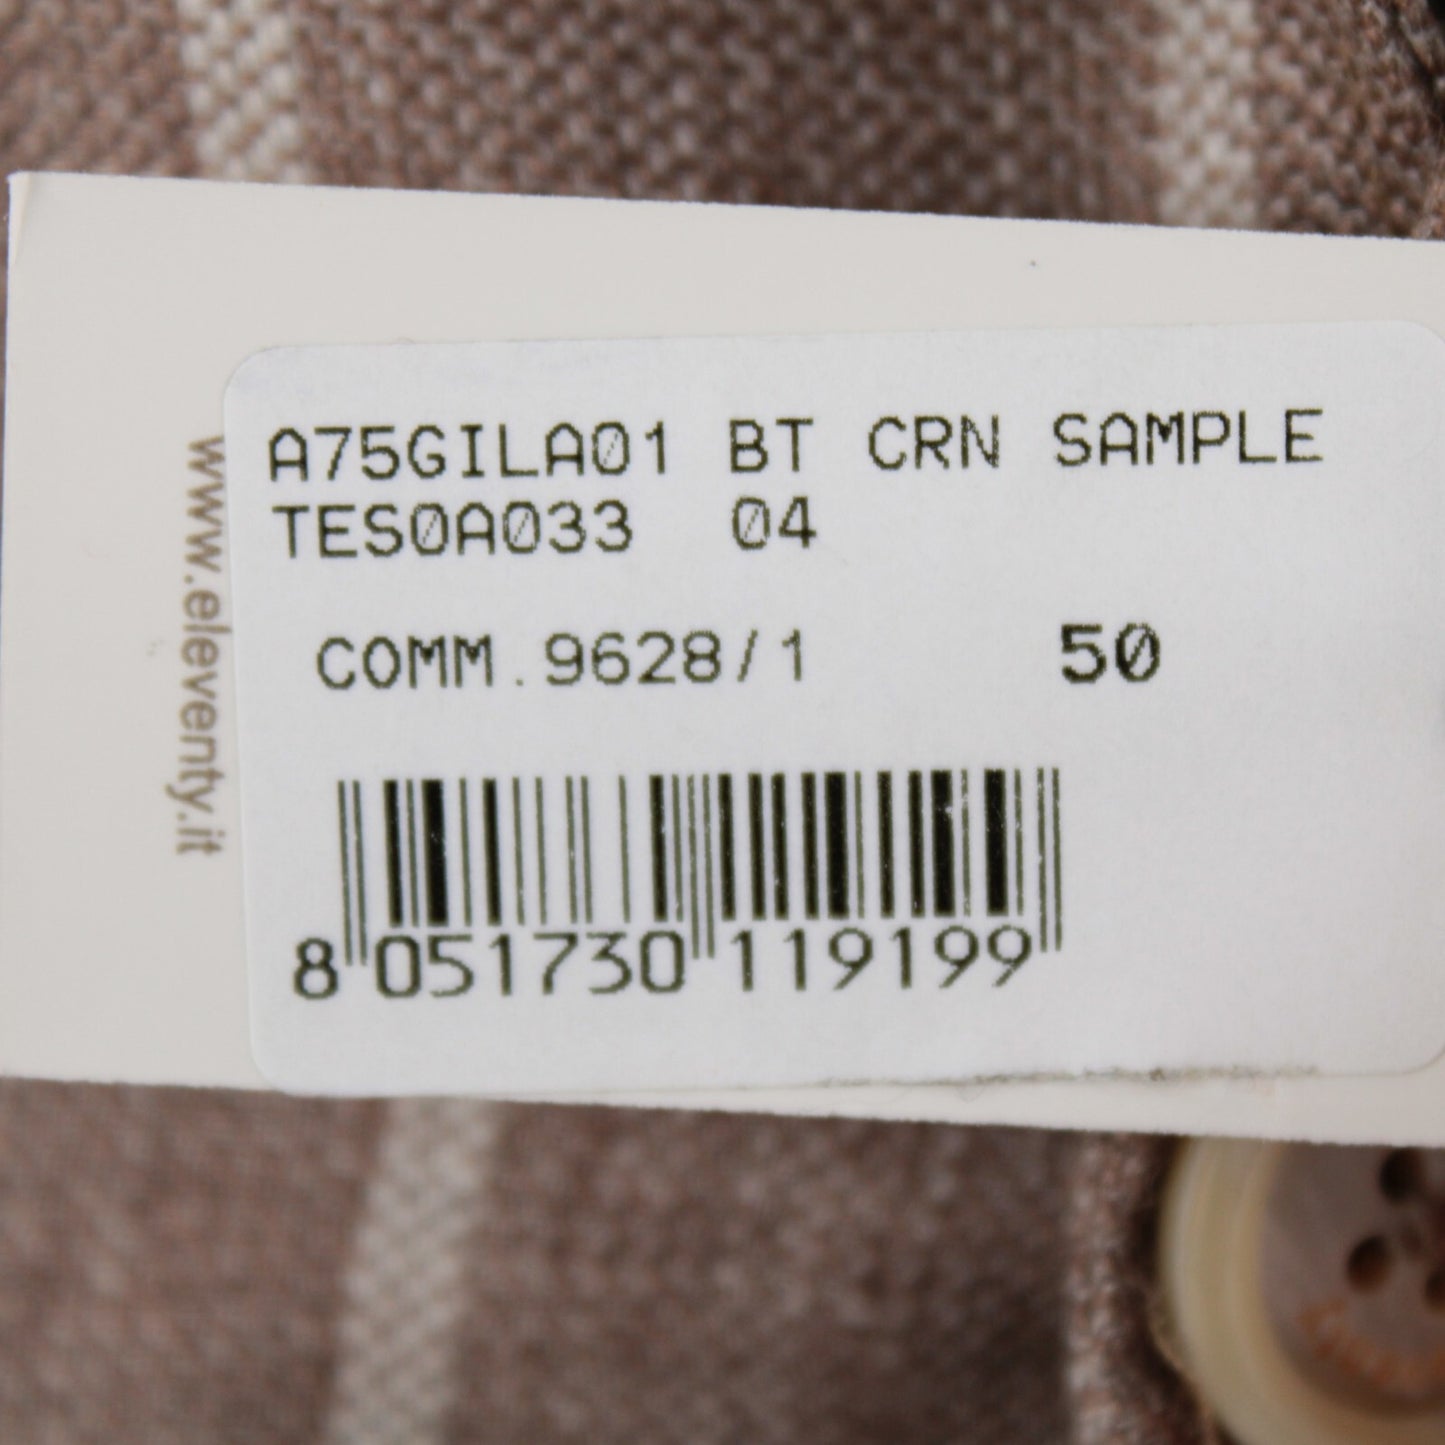 A75GILA01 BT CRN SAMPLE
TES0A033 04
COMM.9628/1 50
8 051730 119199
www.eleventy.it